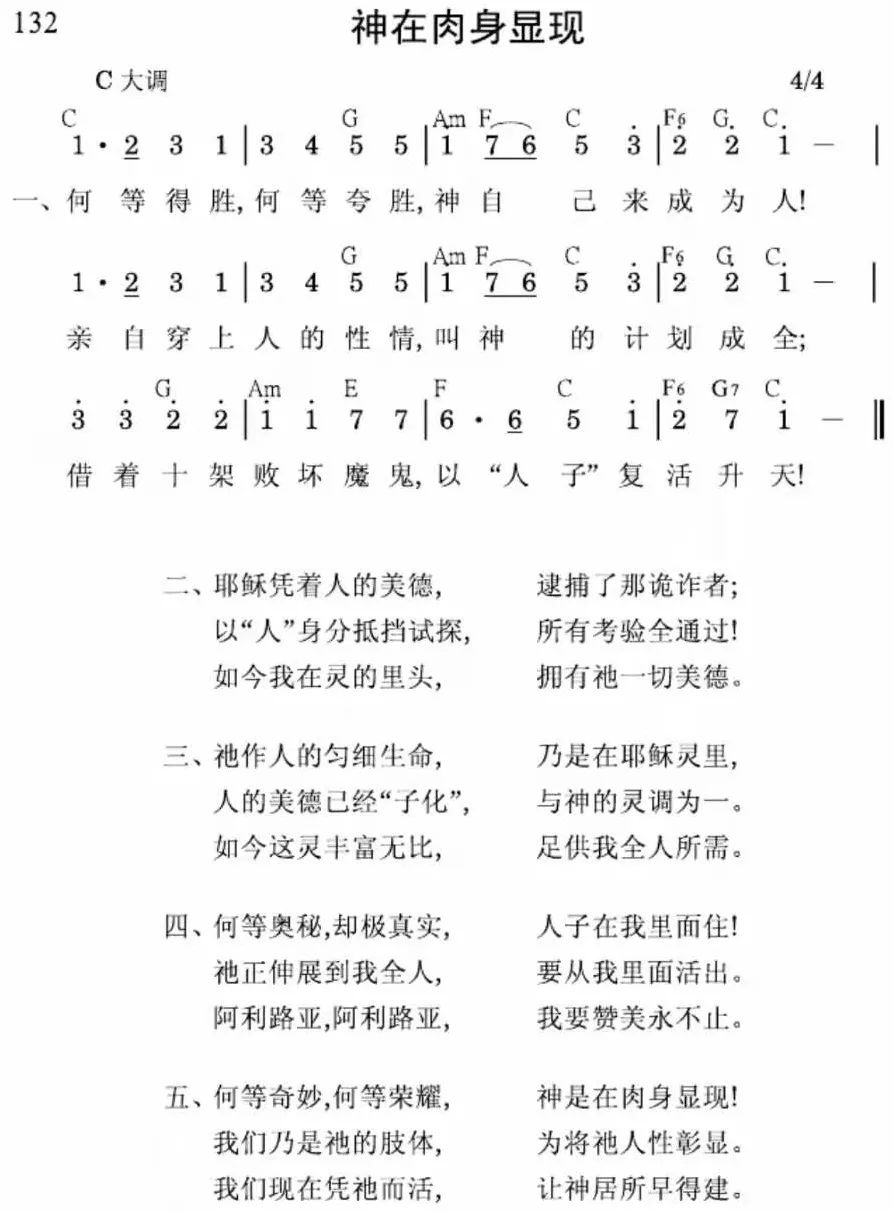 132
神在肉身显现
C 大调 4/4
C G Am F C F6 G C
1 · 2 3 1 | 3 4 5 5 | 1 7 6 5 3 | 2 2 1 — |
一、何等得胜,何等夸胜,神自己来成为人!
G Am F C F6 G C
1 · 2 3 1 | 3 4 5 5 | 1 7 6 5 3 | 2 2 1 — |
亲自穿上人的性情,叫神的计划成全;
G Am E F C F6 G7 C
3 3 2 2 | 1 1 7 7 | 6 · 6 5 1 | 2 7 1 — ‖
借着十架败坏魔鬼,以“人子”复活升天!
二、耶稣凭着人的美德, 逮捕了那诡诈者;
以“人”身分抵挡试探, 所有考验全通过!
如今我在灵的里头, 拥有祂一切美德。
三、祂作人的匀细生命, 乃是在耶稣灵里,
人的美德已经“子化”, 与神的灵调为一。
如今这灵丰富无比, 足供我全人所需。
四、何等奥秘,却极真实, 人子在我里面住!
祂正伸展到我全人, 要从我里面活出。
阿利路亚,阿利路亚, 我要赞美永不止。
五、何等奇妙,何等荣耀, 神是在肉身显现!
我们乃是祂的肢体, 为将祂人性彰显。
我们现在凭祂而活, 让神居所早得建。